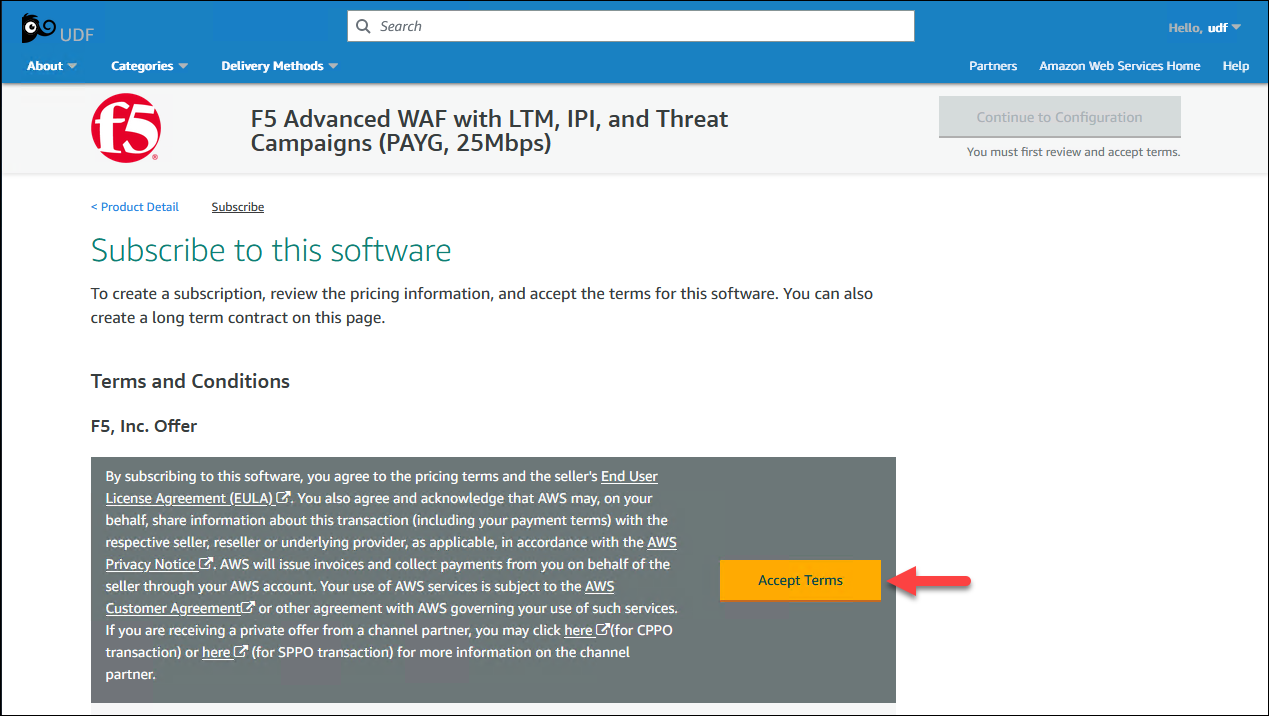 UDF
Search
Hello, udf
About Categories Delivery Methods Partners Amazon Web Services Home Help
f5®
F5 Advanced WAF with LTM, IPI, and Threat
Campaigns (PAYG, 25Mbps)
Continue to Configuration
You must first review and accept terms.
< Product Detail Subscribe
Subscribe to this software
To create a subscription, review the pricing information, and accept the terms for this software. You can also
create a long term contract on this page.
Terms and Conditions
F5, Inc. Offer
By subscribing to this software, you agree to the pricing terms and the seller's End User
License Agreement (EULA). You also agree and acknowledge that AWS may, on your
behalf, share information about this transaction (including your payment terms) with the
respective seller, reseller or underlying provider, as applicable, in accordance with the AWS
Privacy Notice. AWS will issue invoices and collect payments from you on behalf of the
seller through your AWS account. Your use of AWS services is subject to the AWS
Customer Agreement or other agreement with AWS governing your use of such services.
If you are receiving a private offer from a channel partner, you may click here (for CPPO
transaction) or here (for SPPO transaction) for more information on the channel
partner.
Accept Terms